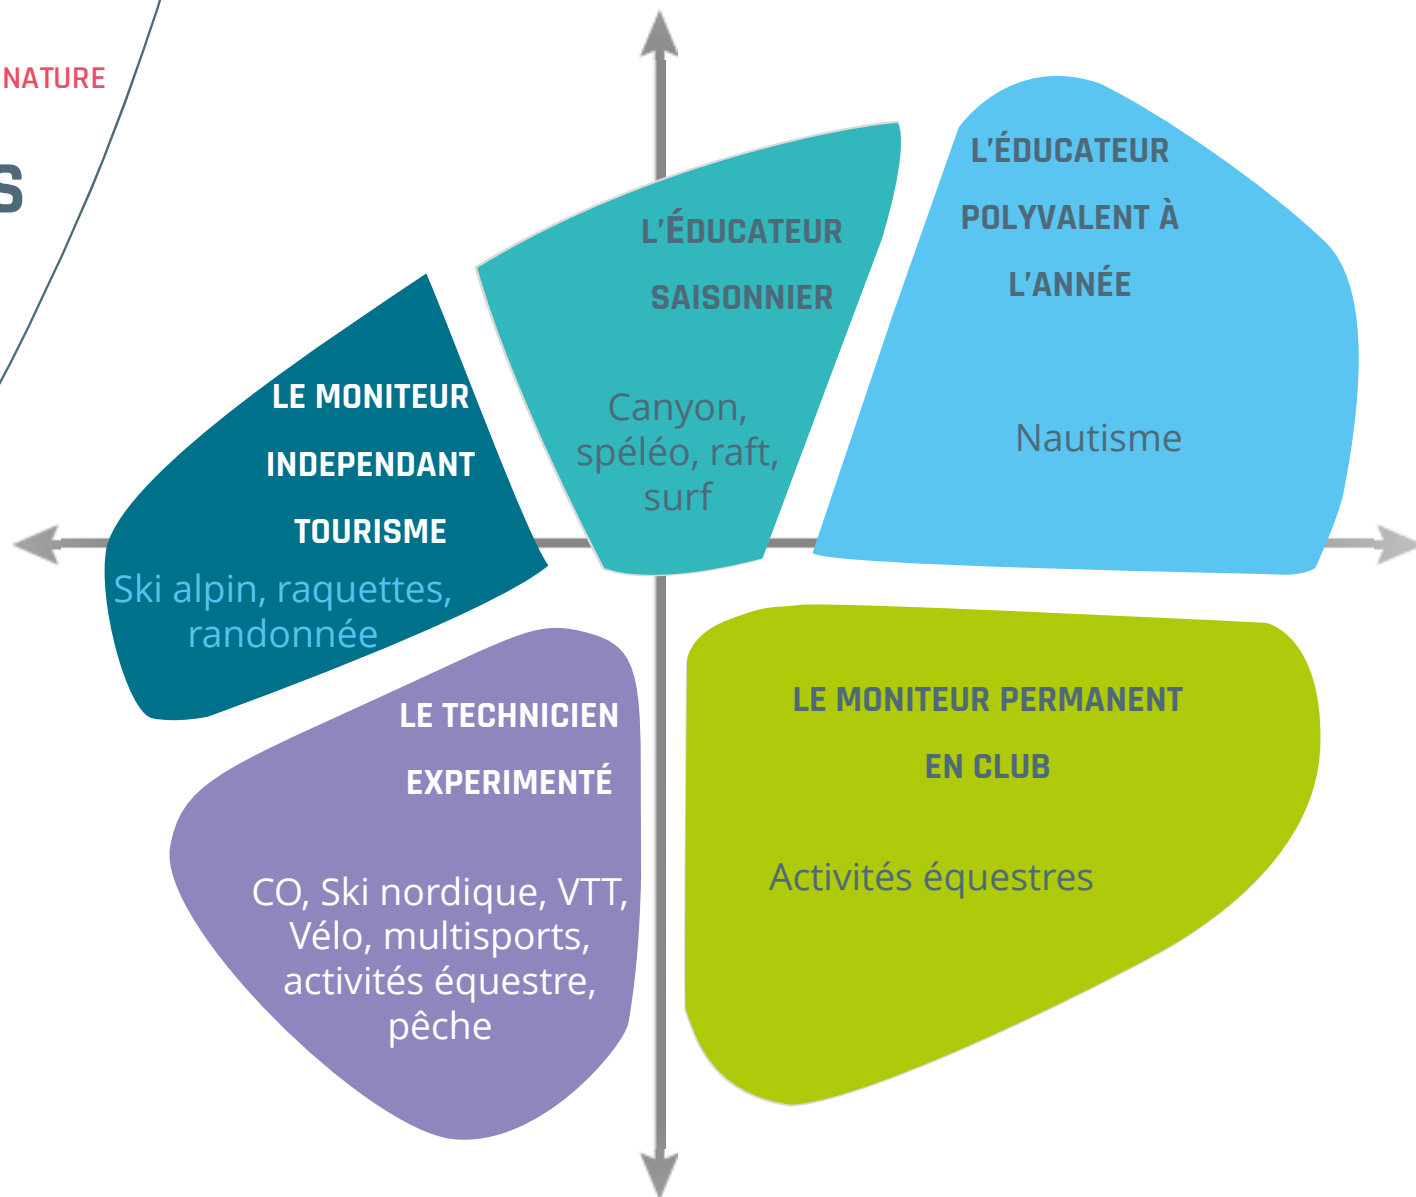 NATURE
S
L'ÉDUCATEUR
POLYVALENT À
L'ANNÉE
Nautisme
L'ÉDUCATEUR
SAISONNIER
Canyon,
spéléo, raft,
surf
LE MONITEUR
INDEPENDANT
TOURISME
Ski alpin, raquettes,
randonnée
LE TECHNICIEN
EXPERIMENTÉ
CO, Ski nordique, VTT,
Vélo, multisports,
activités équestre,
pêche
LE MONITEUR PERMANENT
EN CLUB
Activités équestres